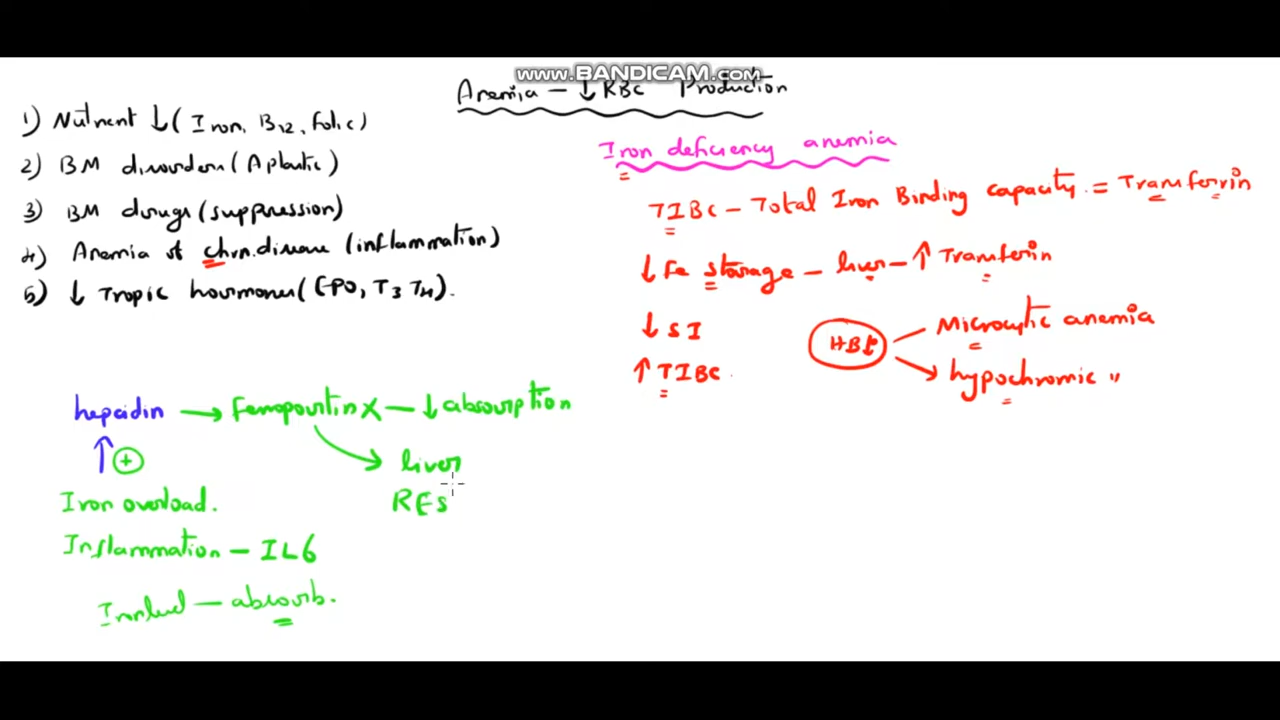 www.BANDICAM.com
Anemia – ↓ RBC Production
1) Nutrient ↓ (Iron, B12, Folic)
2) BM disorders (Aplastic)
3) BM drugs (suppression)
4) Anemia of chrn. disease (inflammation)
5) ↓ Tropic hormones (EPO, T3 T4).
Iron deficiency anemia
TIBC – Total Iron Binding capacity = Transferrin
↓ Fe storage – liver – ↑ Transferin
↓ SI
↑ TIBC
HB↓
Microcytic anemia
hypochromic "
hepcidin → Ferroportin X – ↓ absorption
↑ +
liver
RES
Iron overload.
Inflammation – IL6
– absorb.